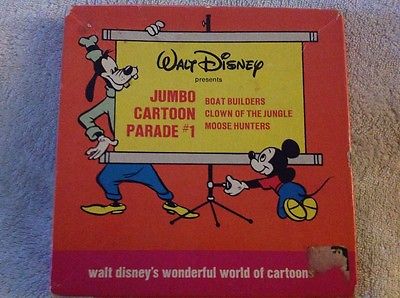 WALT DISNEY
presents
JUMBO
CARTOON
PARADE #1
BOAT BUILDERS
CLOWN OF THE JUNGLE
MOOSE HUNTERS
walt disney's wonderful world of cartoons